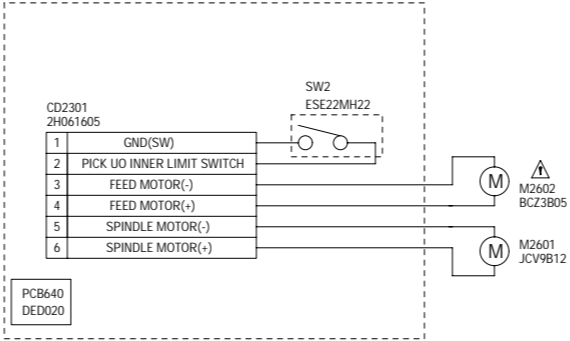 SW2
ESE22MH22
CD2301
2H061605
1 GND(SW)
2 PICK UO INNER LIMIT SWITCH
3 FEED MOTOR(-)
4 FEED MOTOR(+)
5 SPINDLE MOTOR(-)
6 SPINDLE MOTOR(+)
M
M2602
BCZ3B05
M
M2601
JCV9B12
PCB640
DED020